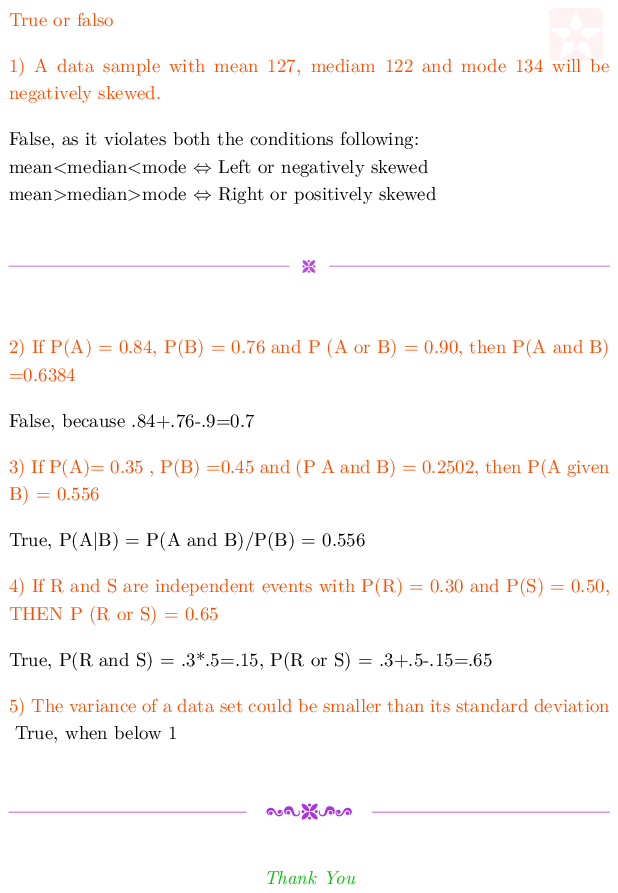 True or falso
1) A data sample with mean 127, mediam 122 and mode 134 will be
negatively skewed.
False, as it violates both the conditions following:
mean<median<mode ⇔ Left or negatively skewed
mean>median>mode ⇔ Right or positively skewed
2) If P(A) = 0.84, P(B) = 0.76 and P (A or B) = 0.90, then P(A and B)
=0.6384
False, because .84+.76-.9=0.7
3) If P(A)= 0.35 , P(B) =0.45 and (P A and B) = 0.2502, then P(A given
B) = 0.556
True, P(A|B) = P(A and B)/P(B) = 0.556
4) If R and S are independent events with P(R) = 0.30 and P(S) = 0.50,
THEN P (R or S) = 0.65
True, P(R and S) = .3*.5=.15, P(R or S) = .3+.5-.15=.65
5) The variance of a data set could be smaller than its standard deviation
True, when below 1
Thank You